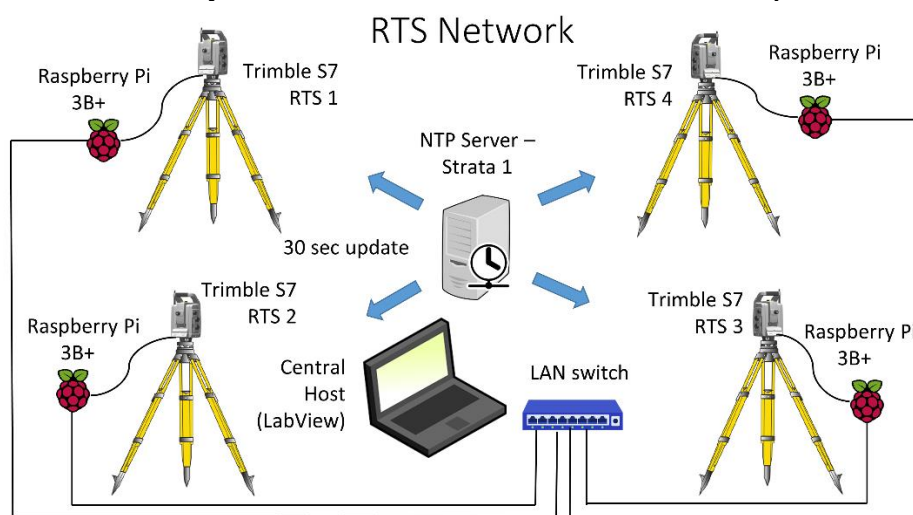 RTS Network
Raspberry Pi
3B+
Trimble S7
RTS 1
Trimble S7
RTS 4
Raspberry Pi
3B+
NTP Server –
Strata 1
30 sec update
Raspberry Pi
3B+
Trimble S7
RTS 2
Central
Host
(LabView)
LAN switch
Trimble S7
RTS 3
Raspberry Pi
3B+